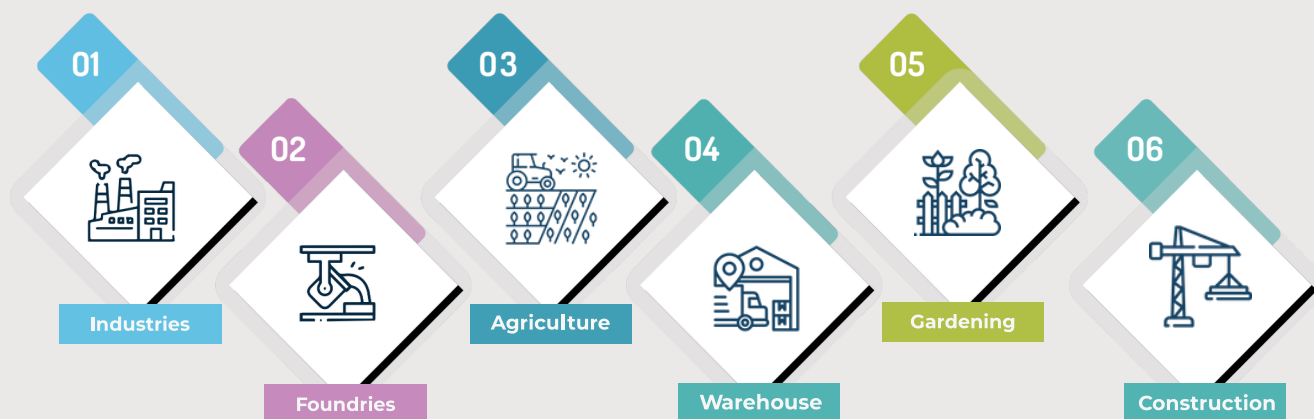 01
Industries
02
Foundries
03
Agriculture
04
Warehouse
05
Gardening
06
Construction